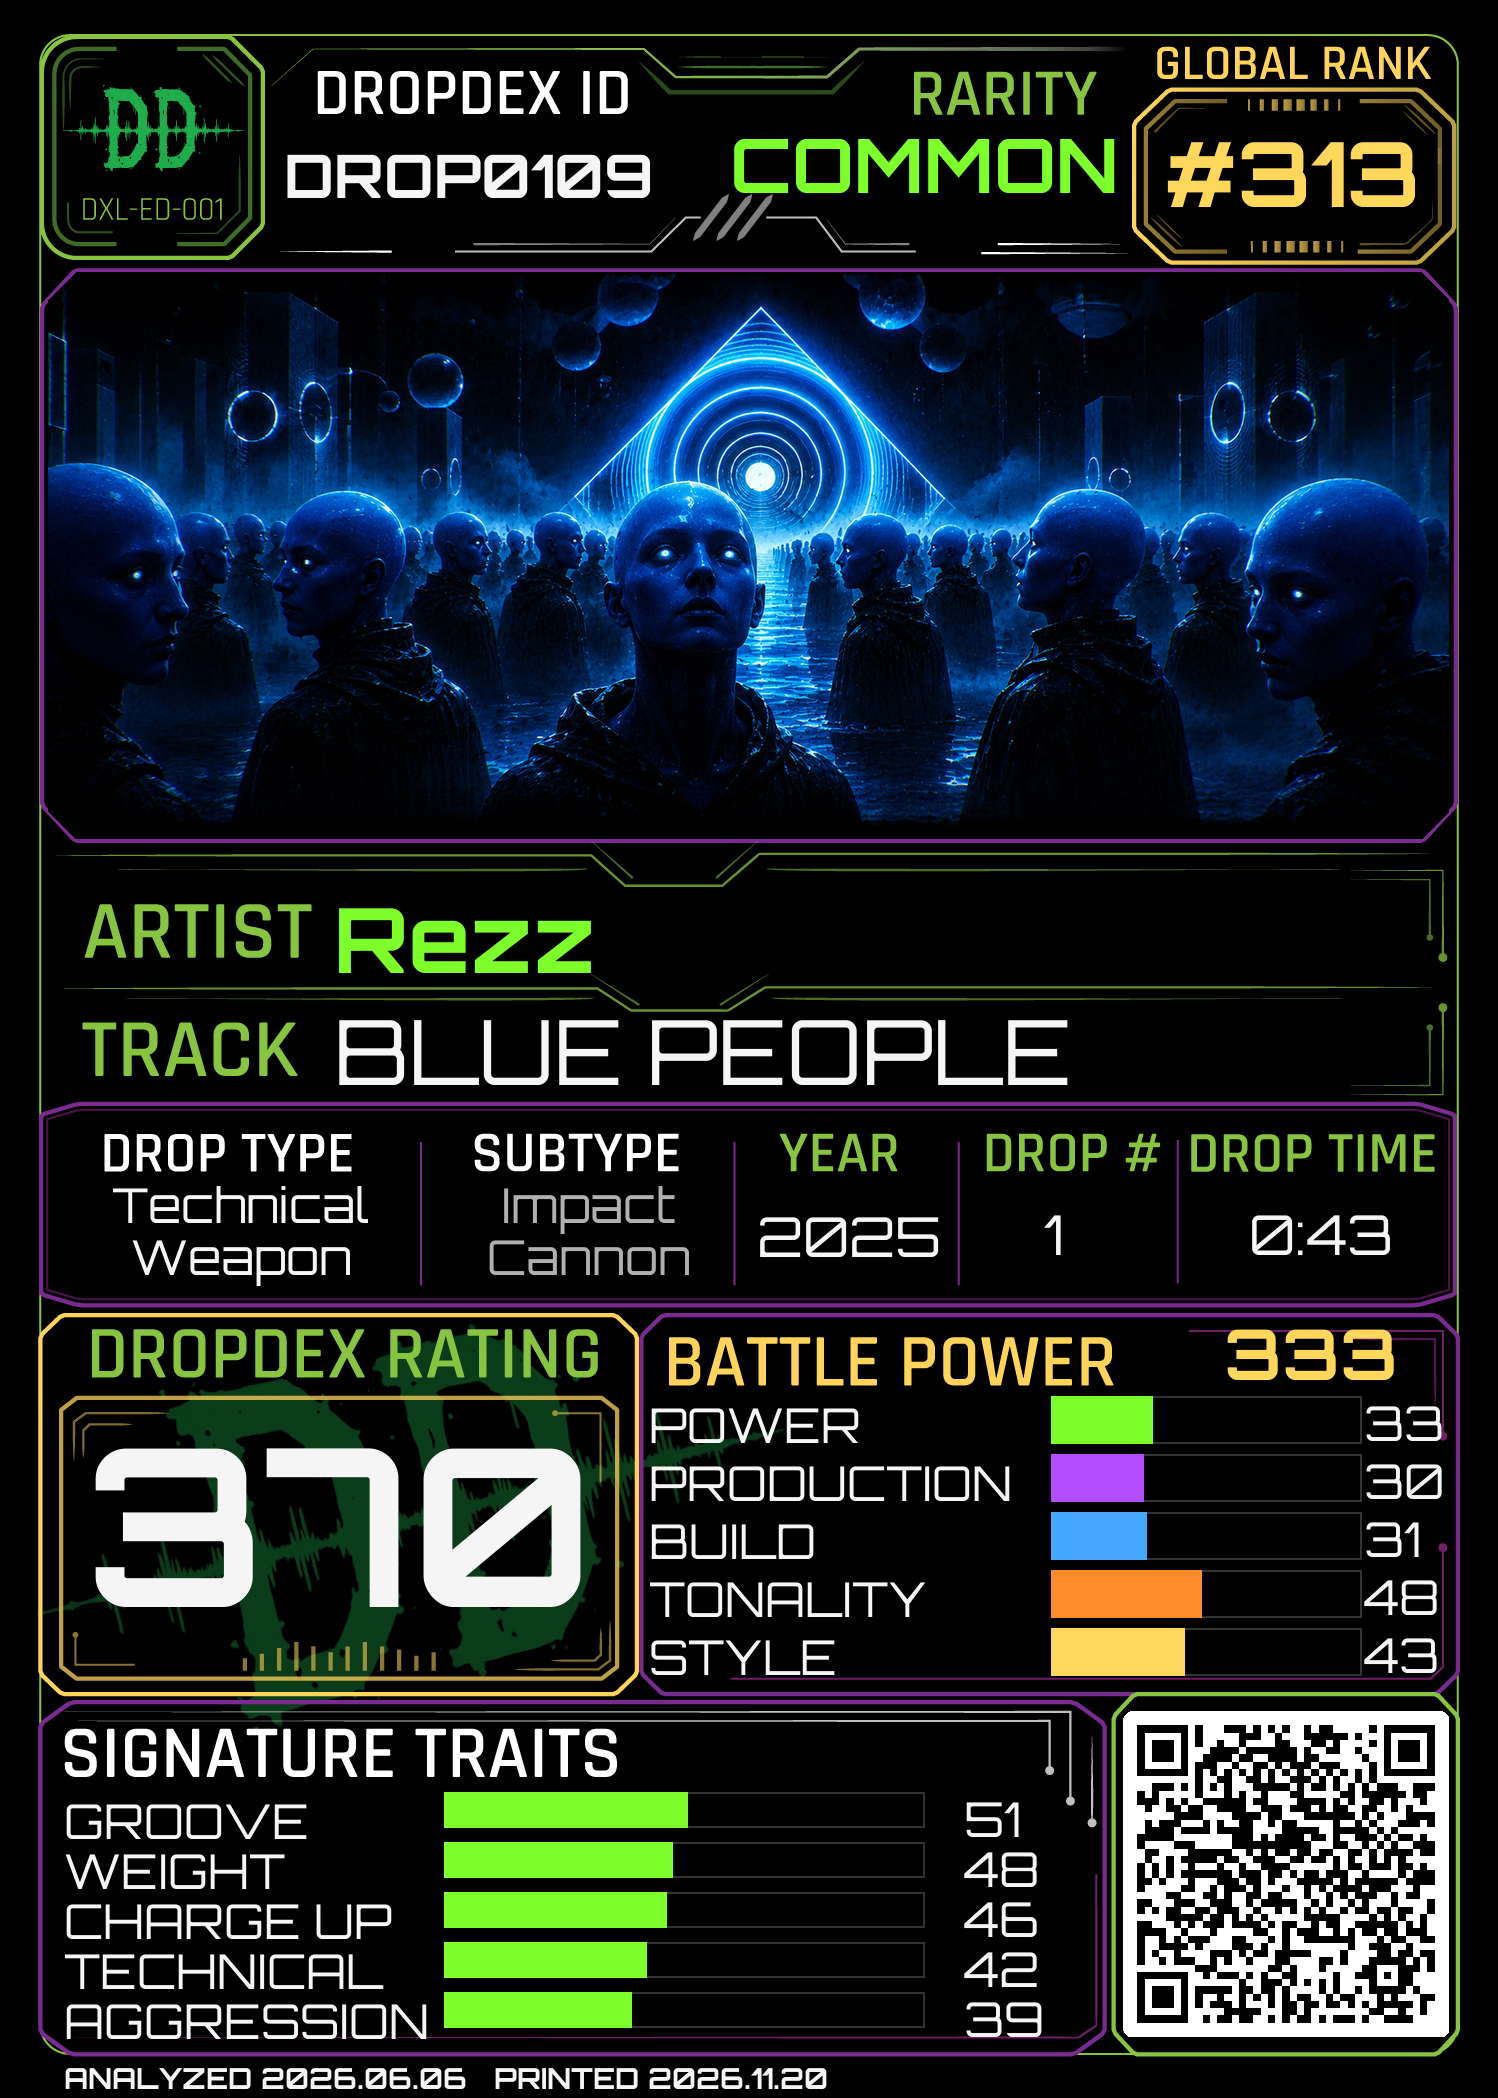 DD
DXL-ED-001
DROPDEX ID
DROP0109
RARITY
COMMON
GLOBAL RANK
#313
ARTIST Rezz
TRACK BLUE PEOPLE
DROP TYPE
Technical
Weapon
SUBTYPE
Impact
Cannon
YEAR
2025
DROP #
1
DROP TIME
0:43
DROPDEX RATING
370
BATTLE POWER 333
POWER 33
PRODUCTION 30
BUILD 31
TONALITY 48
STYLE 43
SIGNATURE TRAITS
GROOVE 51
WEIGHT 48
CHARGE UP 46
TECHNICAL 42
AGGRESSION 39
ANALYZED 2026.06.06 PRINTED 2026.11.20